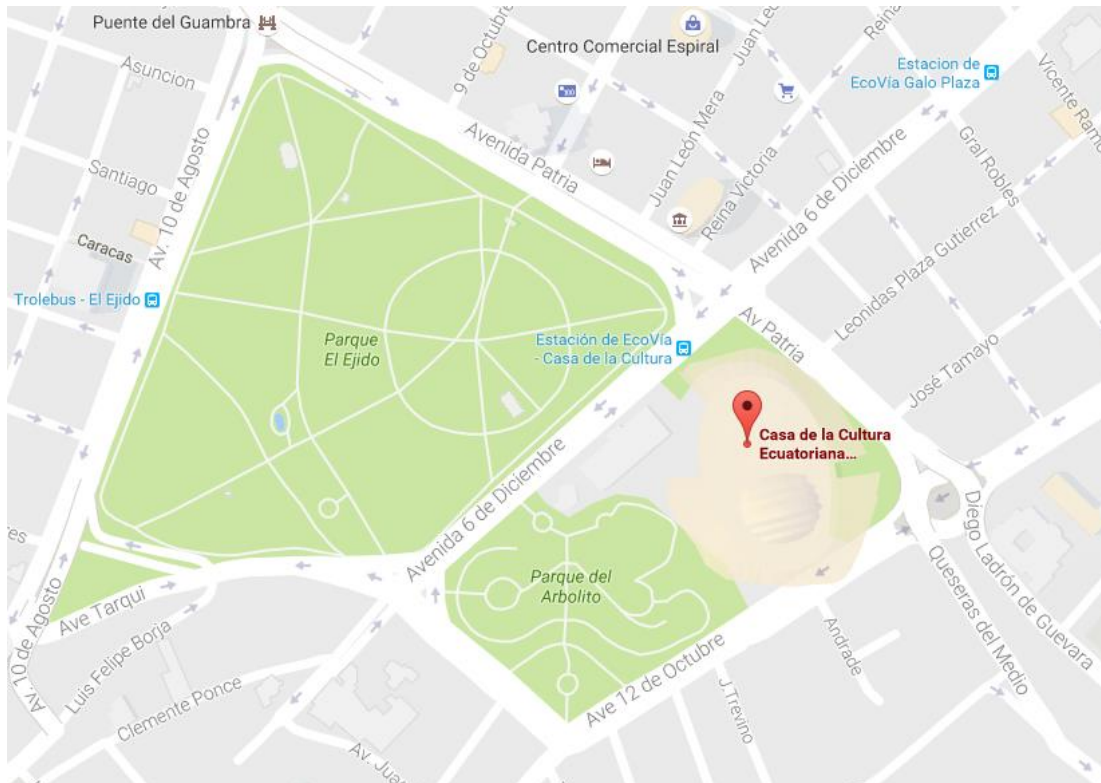 Puente del Guambra
Asuncion
9 de Octubre
Centro Comercial Espiral
Juan León
Reina
Estacion de
EcoVía Galo Plaza
Santiago
Av. 10 de Agosto
Avenida Patria
Juan León Mera
Reina Victoria
Avenida 6 de Diciembre
Gral Robles
Caracas
Leonidas Plaza Gutierrez
Trolebus - El Ejido
Parque
El Ejido
Estación de EcoVía
- Casa de la Cultura
Av Patria
José Tamayo
Casa de la Cultura
Ecuatoriana...
Avenida 6 de Diciembre
Diego Ladrón de Guevara
Queseras del Medio
Parque del
Arbolito
Ave Tarqui
Av. 10 de Agosto
Luis Felipe Borja
Clemente Ponce
Ave 12 de Octubre
Andrade
J.Trevino